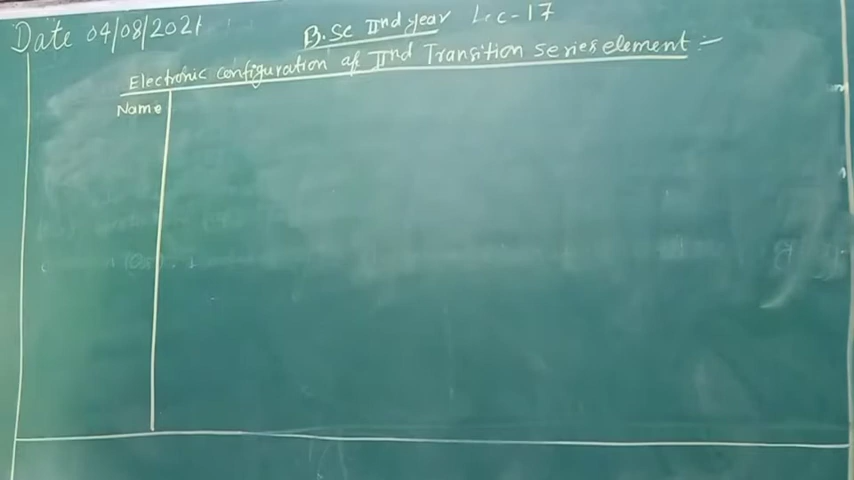 Date 04/08/2021
B.Sc IInd year Lec-17
Electronic configuration of IInd Transition series element :-
Name